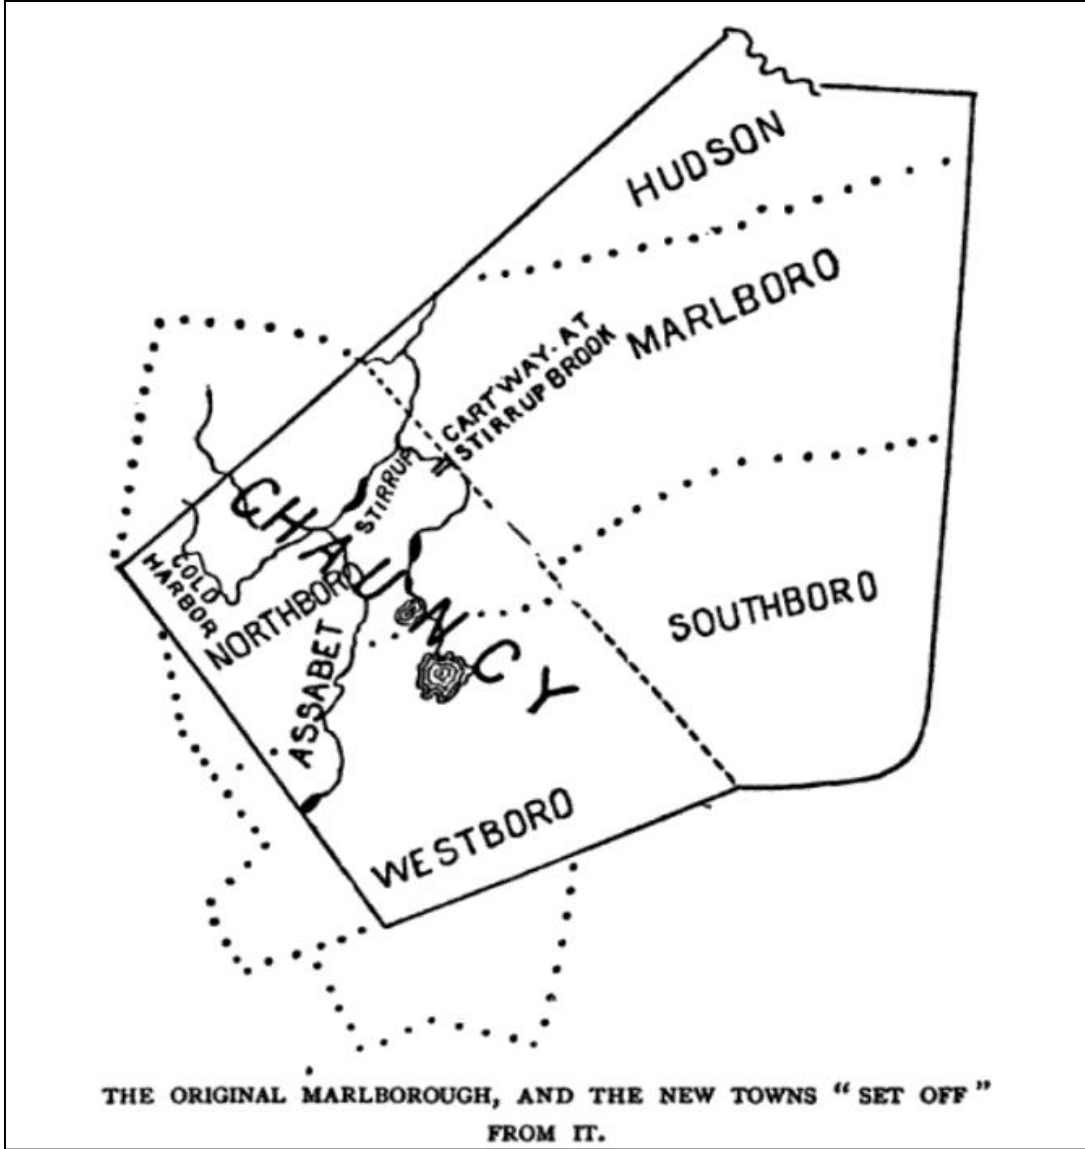 HUDSON
MARLBORO
CARTWAY. AT
STIRRUP BROOK
STIRRUP
CHAUNCY
COLD
HARBOR
NORTHBORO
ASSABET
SOUTHBORO
WESTBORO
THE ORIGINAL MARLBOROUGH, AND THE NEW TOWNS "SET OFF"
FROM IT.